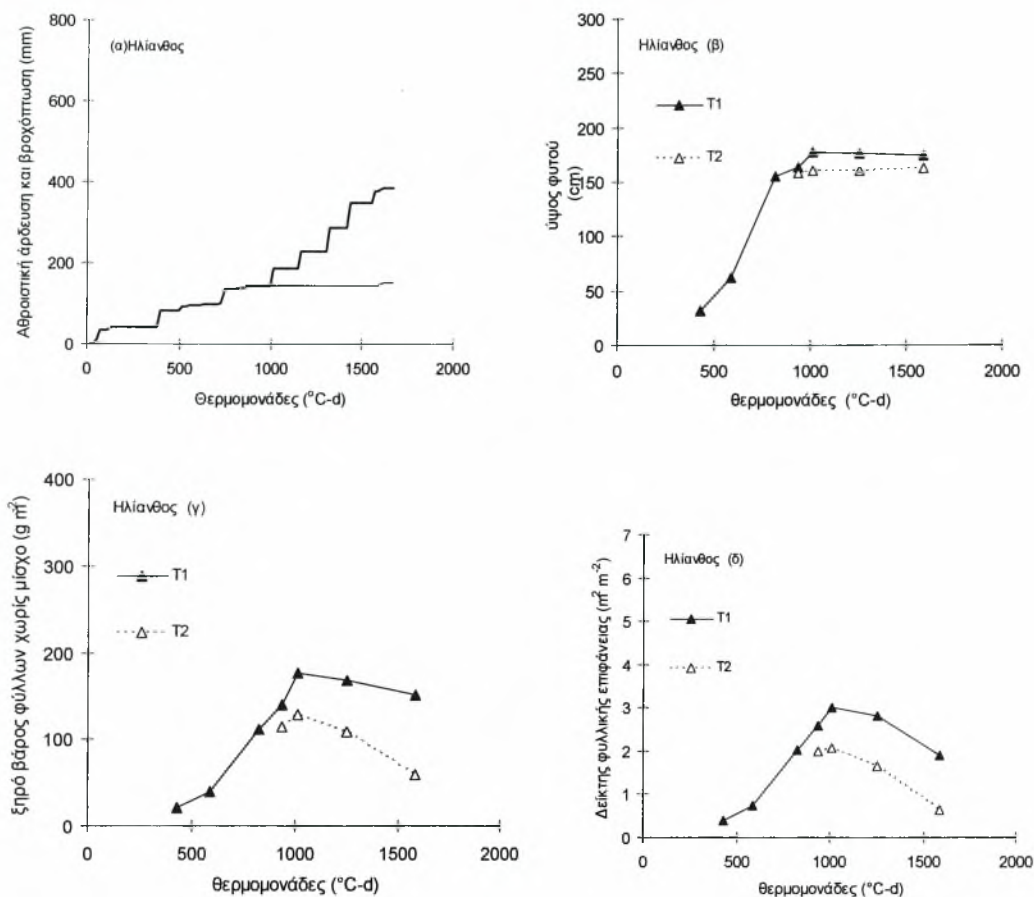 800
600
400
200
0
0
500
1000
1500
2000
Αθροιστική άρδευση και βροχόπτωση (mm)
(α)Ηλίανθος
Θερμομονάδες (°C-d)
300
250
200
150
100
50
0
0
500
1000
1500
2000
ύψος φυτού
(cm)
Ηλίανθος (β)
T1
T2
θερμομονάδες (°C-d)
400
300
200
100
0
0
500
1000
1500
2000
ξηρό βάρος φύλλων χωρίς μίσχο (g m²)
Ηλίανθος (γ)
T1
T2
θερμομονάδες (°C-d)
7
6
5
4
3
2
1
0
0
500
1000
1500
2000
Δείκτης φυλλικής επιφάνειας (m² m⁻²)
Ηλίανθος (δ)
T1
T2
θερμομονάδες (°C-d)